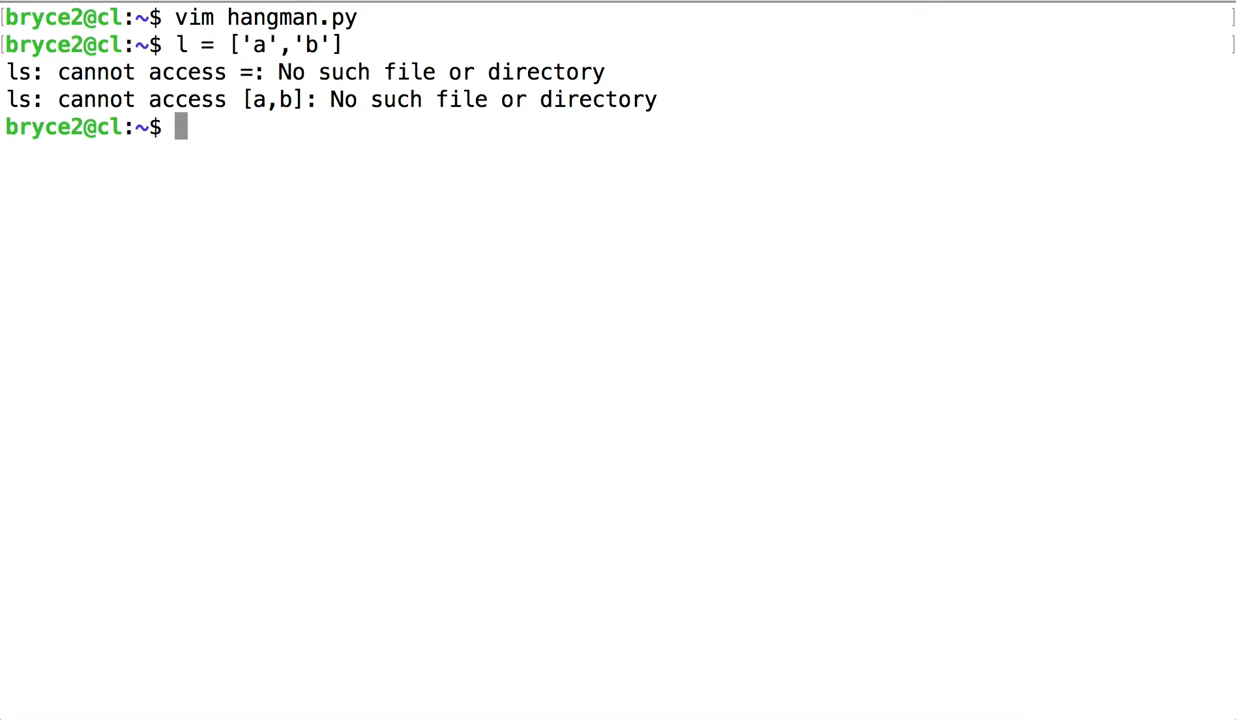 [bryce2@cl:~$ vim hangman.py ]
[bryce2@cl:~$ l = ['a','b'] ]
ls: cannot access =: No such file or directory
ls: cannot access [a,b]: No such file or directory
bryce2@cl:~$